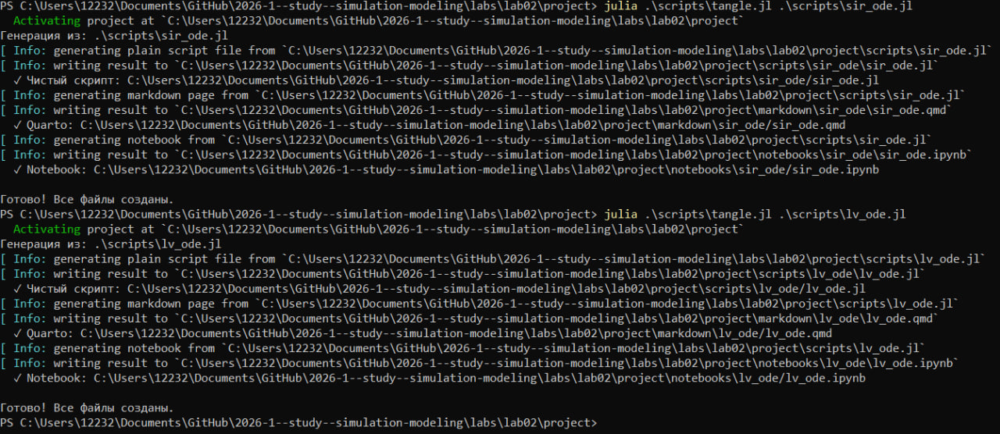 PS C:\Users\12232\Documents\GitHub\2026-1--study--simulation-modeling\labs\lab02\project> julia .\scripts\tangle.jl .\scripts\sir_ode.jl
Activating project at `C:\Users\12232\Documents\GitHub\2026-1--study--simulation-modeling\labs\lab02\project`
Генерация из: .\scripts\sir_ode.jl
[ Info: generating plain script file from `C:\Users\12232\Documents\GitHub\2026-1--study--simulation-modeling\labs\lab02\project\scripts\sir_ode.jl`
[ Info: writing result to `C:\Users\12232\Documents\GitHub\2026-1--study--simulation-modeling\labs\lab02\project\scripts\sir_ode\sir_ode.jl`
✓ Чистый скрипт: C:\Users\12232\Documents\GitHub\2026-1--study--simulation-modeling\labs\lab02\project\scripts\sir_ode/sir_ode.jl
[ Info: generating markdown page from `C:\Users\12232\Documents\GitHub\2026-1--study--simulation-modeling\labs\lab02\project\scripts\sir_ode.jl`
[ Info: writing result to `C:\Users\12232\Documents\GitHub\2026-1--study--simulation-modeling\labs\lab02\project\markdown\sir_ode\sir_ode.qmd`
✓ Quarto: C:\Users\12232\Documents\GitHub\2026-1--study--simulation-modeling\labs\lab02\project\markdown\sir_ode/sir_ode.qmd
[ Info: generating notebook from `C:\Users\12232\Documents\GitHub\2026-1--study--simulation-modeling\labs\lab02\project\scripts\sir_ode.jl`
[ Info: writing result to `C:\Users\12232\Documents\GitHub\2026-1--study--simulation-modeling\labs\lab02\project\notebooks\sir_ode\sir_ode.ipynb`
✓ Notebook: C:\Users\12232\Documents\GitHub\2026-1--study--simulation-modeling\labs\lab02\project\notebooks\sir_ode/sir_ode.ipynb
Готово! Все файлы созданы.
PS C:\Users\12232\Documents\GitHub\2026-1--study--simulation-modeling\labs\lab02\project> julia .\scripts\tangle.jl .\scripts\lv_ode.jl
Activating project at `C:\Users\12232\Documents\GitHub\2026-1--study--simulation-modeling\labs\lab02\project`
Генерация из: .\scripts\lv_ode.jl
[ Info: generating plain script file from `C:\Users\12232\Documents\GitHub\2026-1--study--simulation-modeling\labs\lab02\project\scripts\lv_ode.jl`
[ Info: writing result to `C:\Users\12232\Documents\GitHub\2026-1--study--simulation-modeling\labs\lab02\project\scripts\lv_ode\lv_ode.jl`
✓ Чистый скрипт: C:\Users\12232\Documents\GitHub\2026-1--study--simulation-modeling\labs\lab02\project\scripts\lv_ode/lv_ode.jl
[ Info: generating markdown page from `C:\Users\12232\Documents\GitHub\2026-1--study--simulation-modeling\labs\lab02\project\scripts\lv_ode.jl`
[ Info: writing result to `C:\Users\12232\Documents\GitHub\2026-1--study--simulation-modeling\labs\lab02\project\markdown\lv_ode\lv_ode.qmd`
✓ Quarto: C:\Users\12232\Documents\GitHub\2026-1--study--simulation-modeling\labs\lab02\project\markdown\lv_ode/lv_ode.qmd
[ Info: generating notebook from `C:\Users\12232\Documents\GitHub\2026-1--study--simulation-modeling\labs\lab02\project\scripts\lv_ode.jl`
[ Info: writing result to `C:\Users\12232\Documents\GitHub\2026-1--study--simulation-modeling\labs\lab02\project\notebooks\lv_ode\lv_ode.ipynb`
✓ Notebook: C:\Users\12232\Documents\GitHub\2026-1--study--simulation-modeling\labs\lab02\project\notebooks\lv_ode/lv_ode.ipynb
Готово! Все файлы созданы.
PS C:\Users\12232\Documents\GitHub\2026-1--study--simulation-modeling\labs\lab02\project>